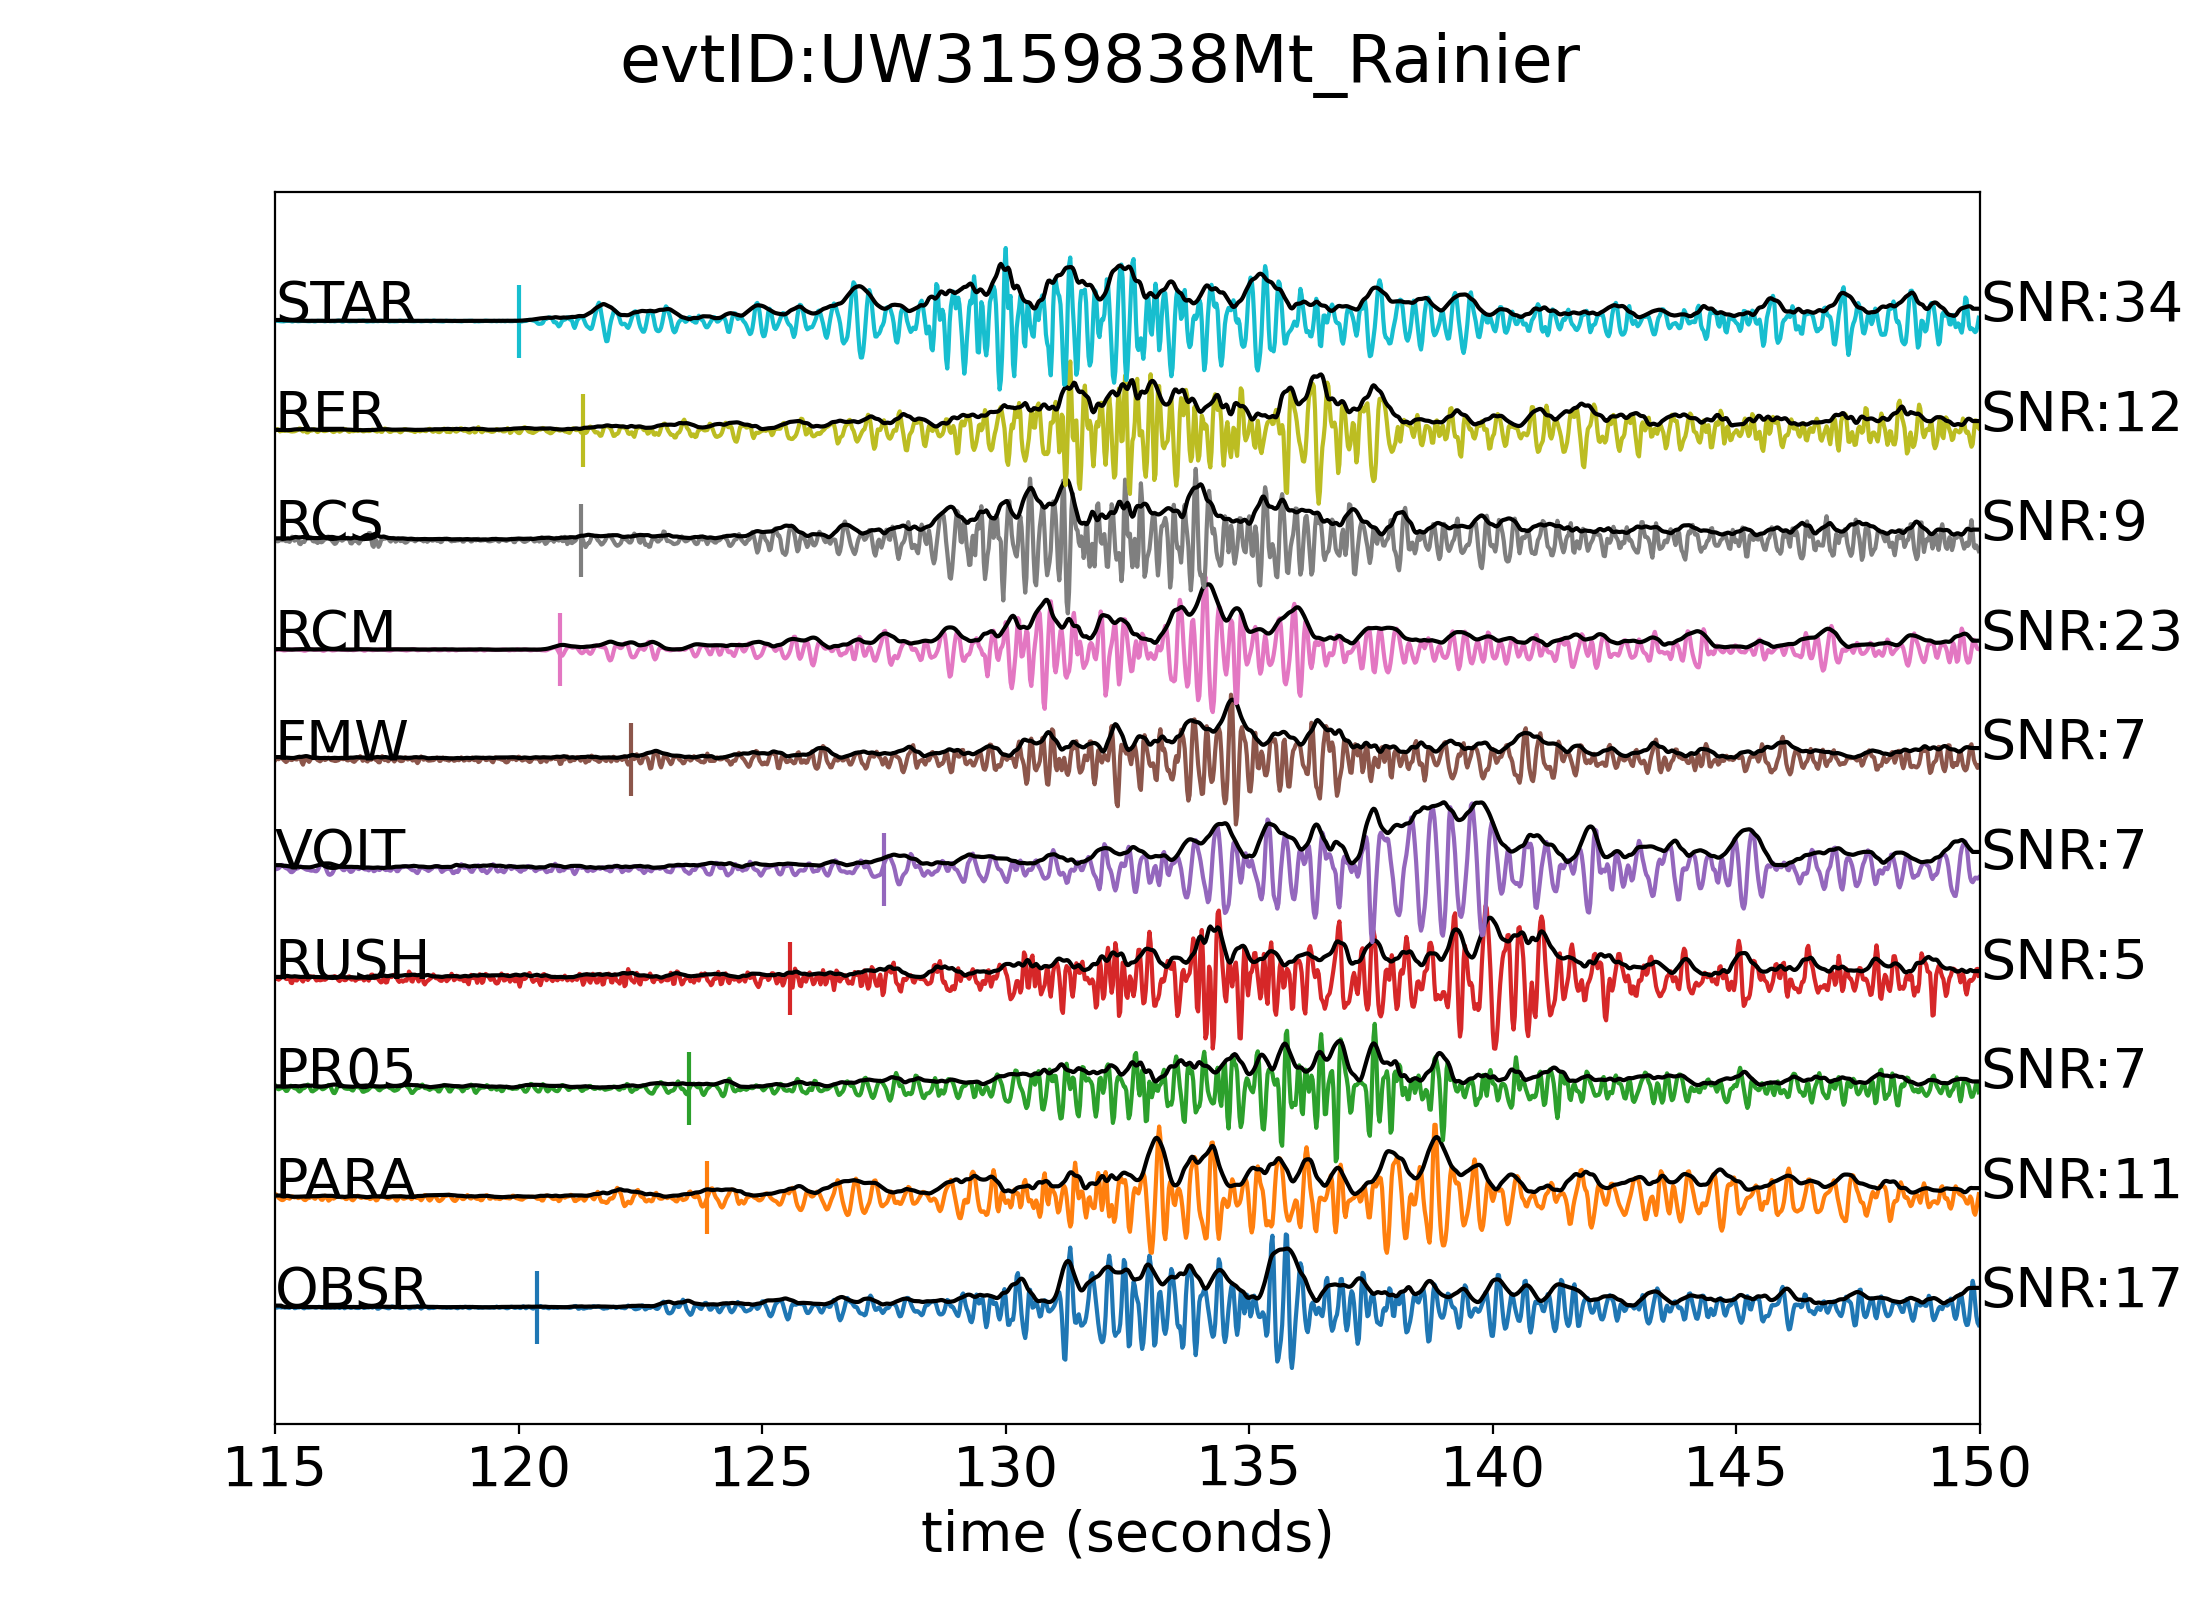 evtID:UW3159838Mt_Rainier
STAR SNR:34
RER SNR:12
RCS SNR:9
RCM SNR:23
FMW SNR:7
VOIT SNR:7
RUSH SNR:5
PR05 SNR:7
PARA SNR:11
OBSR SNR:17
115 120 125 130 135 140 145 150
time (seconds)